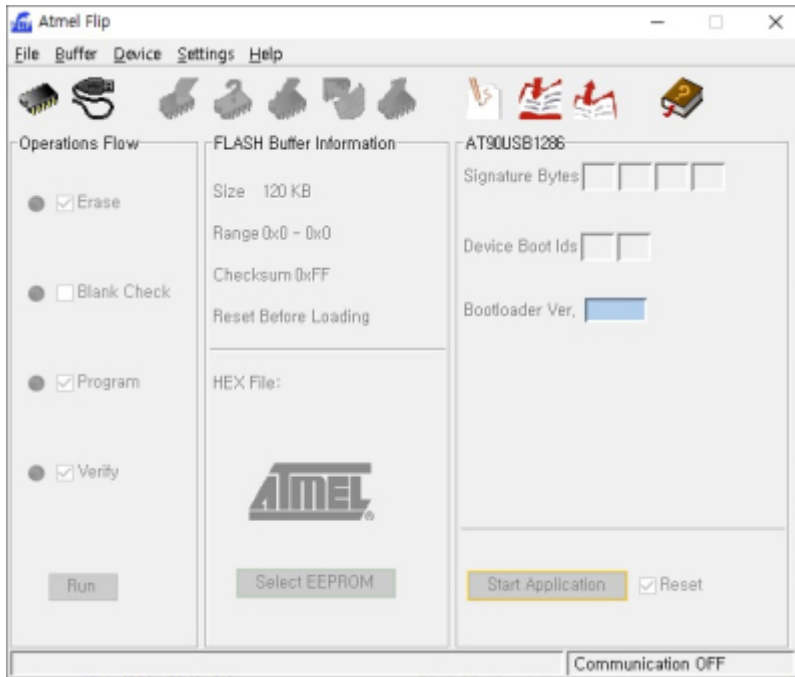 Atmel Flip
File Buffer Device Settings Help
Operations Flow
Erase
Blank Check
Program
Verify
Run
FLASH Buffer Information
Size 120 KB
Range 0x0 - 0x0
Checksum 0xFF
Reset Before Loading
HEX File:
ATMEL
Select EEPROM
AT90USB1286
Signature Bytes
Device Boot Ids
Bootloader Ver,
Start Application Reset
Communication OFF